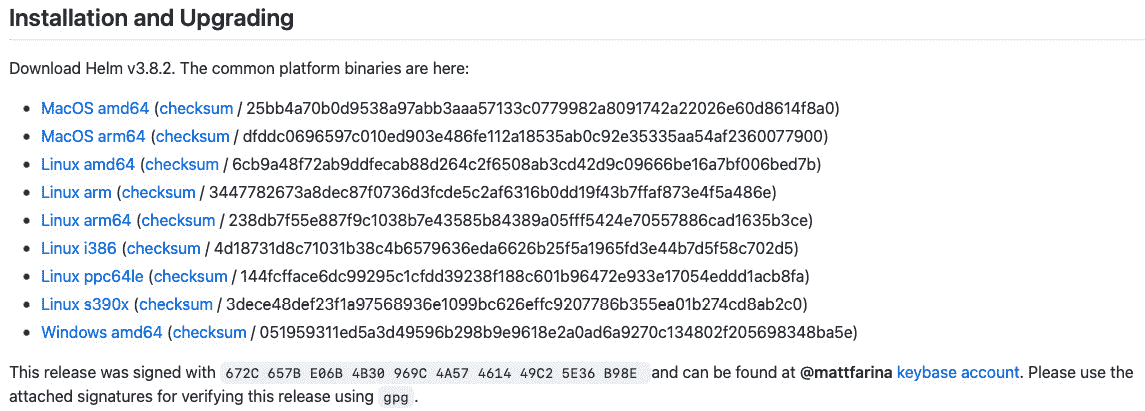 Installation and Upgrading
Download Helm v3.8.2. The common platform binaries are here:
• MacOS amd64 (checksum / 25bb4a70b0d9538a97abb3aaa57133c0779982a8091742a22026e60d8614f8a0)
• MacOS arm64 (checksum / dfddc0696597c010ed903e486fe112a18535ab0c92e35335aa54af2360077900)
• Linux amd64 (checksum / 6cb9a48f72ab9ddfecab88d264c2f6508ab3cd42d9c09666be16a7bf006bed7b)
• Linux arm (checksum / 3447782673a8dec87f0736d3fcde5c2af6316b0dd19f43b7ffaf873e4f5a486e)
• Linux arm64 (checksum / 238db7f55e887f9c1038b7e43585b84389a05fff5424e70557886cad1635b3ce)
• Linux i386 (checksum / 4d18731d8c71031b38c4b6579636eda6626b25f5a1965fd3e44b7d5f58c702d5)
• Linux ppc64le (checksum / 144fcfface6dc99295c1cfdd39238f188c601b96472e933e17054eddd1acb8fa)
• Linux s390x (checksum / 3dece48def23f1a97568936e1099bc626effc9207786b355ea01b274cd8ab2c0)
• Windows amd64 (checksum / 051959311ed5a3d49596b298b9e9618e2a0ad6a9270c134802f205698348ba5e)
This release was signed with 672C 657B E06B 4B30 969C 4A57 4614 49C2 5E36 B98E and can be found at @mattfarina keybase account. Please use the
attached signatures for verifying this release using gpg.